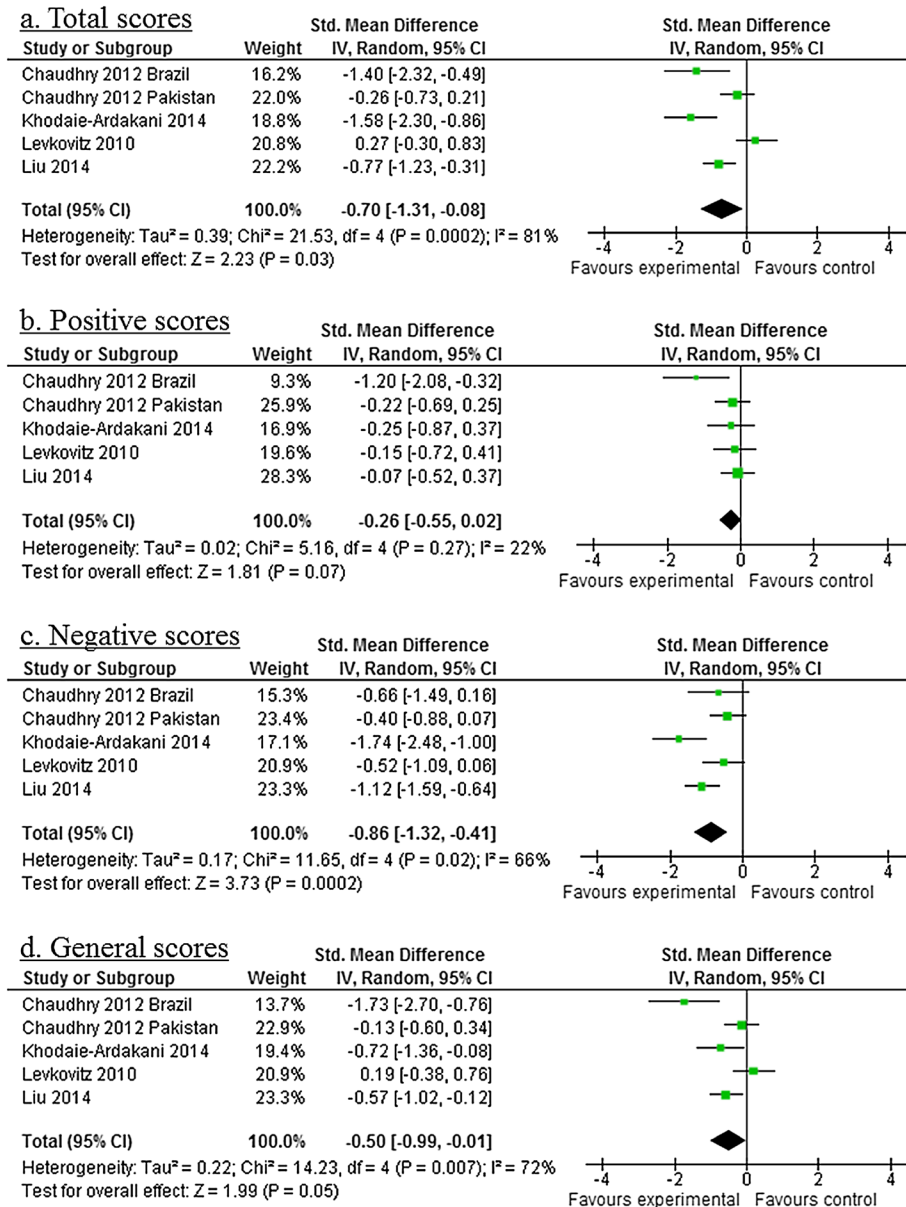 a. Total scores
Std. Mean Difference Std. Mean Difference
Study or Subgroup Weight IV, Random, 95% CI IV, Random, 95% CI
Chaudhry 2012 Brazil 16.2% -1.40 [-2.32, -0.49]
Chaudhry 2012 Pakistan 22.0% -0.26 [-0.73, 0.21]
Khodaie-Ardakani 2014 18.8% -1.58 [-2.30, -0.86]
Levkovitz 2010 20.8% 0.27 [-0.30, 0.83]
Liu 2014 22.2% -0.77 [-1.23, -0.31]
Total (95% CI) 100.0% -0.70 [-1.31, -0.08]
Heterogeneity: Tau² = 0.39; Chi² = 21.53, df = 4 (P = 0.0002); I² = 81%
Test for overall effect: Z = 2.23 (P = 0.03)
-4 -2 0 2 4
Favours experimental Favours control
b. Positive scores
Std. Mean Difference Std. Mean Difference
Study or Subgroup Weight IV, Random, 95% CI IV, Random, 95% CI
Chaudhry 2012 Brazil 9.3% -1.20 [-2.08, -0.32]
Chaudhry 2012 Pakistan 25.9% -0.22 [-0.69, 0.25]
Khodaie-Ardakani 2014 16.9% -0.25 [-0.87, 0.37]
Levkovitz 2010 19.6% -0.15 [-0.72, 0.41]
Liu 2014 28.3% -0.07 [-0.52, 0.37]
Total (95% CI) 100.0% -0.26 [-0.55, 0.02]
Heterogeneity: Tau² = 0.02; Chi² = 5.16, df = 4 (P = 0.27); I² = 22%
Test for overall effect: Z = 1.81 (P = 0.07)
-4 -2 0 2 4
Favours experimental Favours control
c. Negative scores
Std. Mean Difference Std. Mean Difference
Study or Subgroup Weight IV, Random, 95% CI IV, Random, 95% CI
Chaudhry 2012 Brazil 15.3% -0.66 [-1.49, 0.16]
Chaudhry 2012 Pakistan 23.4% -0.40 [-0.88, 0.07]
Khodaie-Ardakani 2014 17.1% -1.74 [-2.48, -1.00]
Levkovitz 2010 20.9% -0.52 [-1.09, 0.06]
Liu 2014 23.3% -1.12 [-1.59, -0.64]
Total (95% CI) 100.0% -0.86 [-1.32, -0.41]
Heterogeneity: Tau² = 0.17; Chi² = 11.65, df = 4 (P = 0.02); I² = 66%
Test for overall effect: Z = 3.73 (P = 0.0002)
-4 -2 0 2 4
Favours experimental Favours control
d. General scores
Std. Mean Difference Std. Mean Difference
Study or Subgroup Weight IV, Random, 95% CI IV, Random, 95% CI
Chaudhry 2012 Brazil 13.7% -1.73 [-2.70, -0.76]
Chaudhry 2012 Pakistan 22.9% -0.13 [-0.60, 0.34]
Khodaie-Ardakani 2014 19.4% -0.72 [-1.36, -0.08]
Levkovitz 2010 20.9% 0.19 [-0.38, 0.76]
Liu 2014 23.3% -0.57 [-1.02, -0.12]
Total (95% CI) 100.0% -0.50 [-0.99, -0.01]
Heterogeneity: Tau² = 0.22; Chi² = 14.23, df = 4 (P = 0.007); I² = 72%
Test for overall effect: Z = 1.99 (P = 0.05)
-4 -2 0 2 4
Favours experimental Favours control